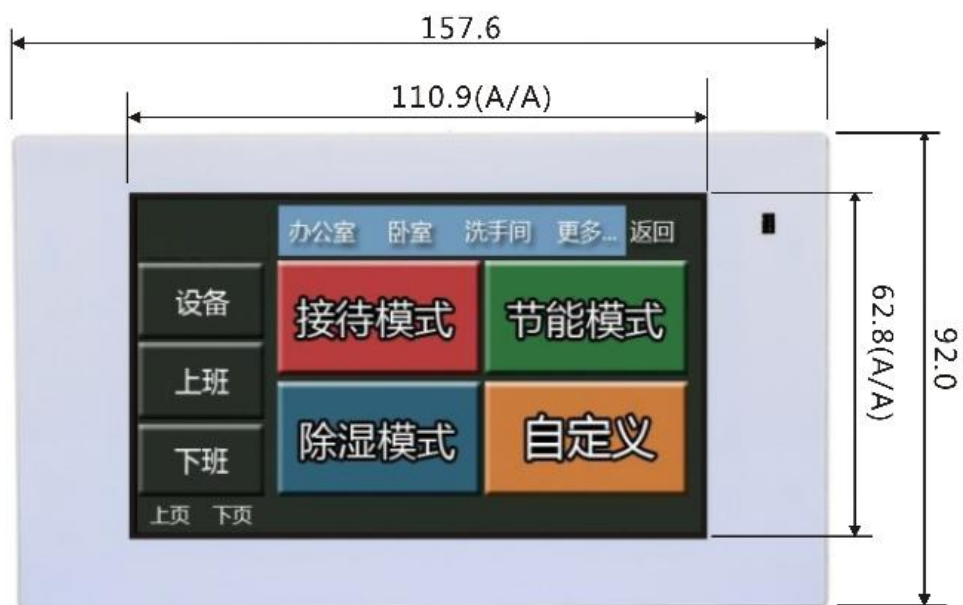 157.6
110.9(A/A)
办公室 卧室 洗手间 更多... 返回
设备
上班
下班
上页 下页
接待模式 节能模式
除湿模式 自定义
62.8(A/A)
92.0